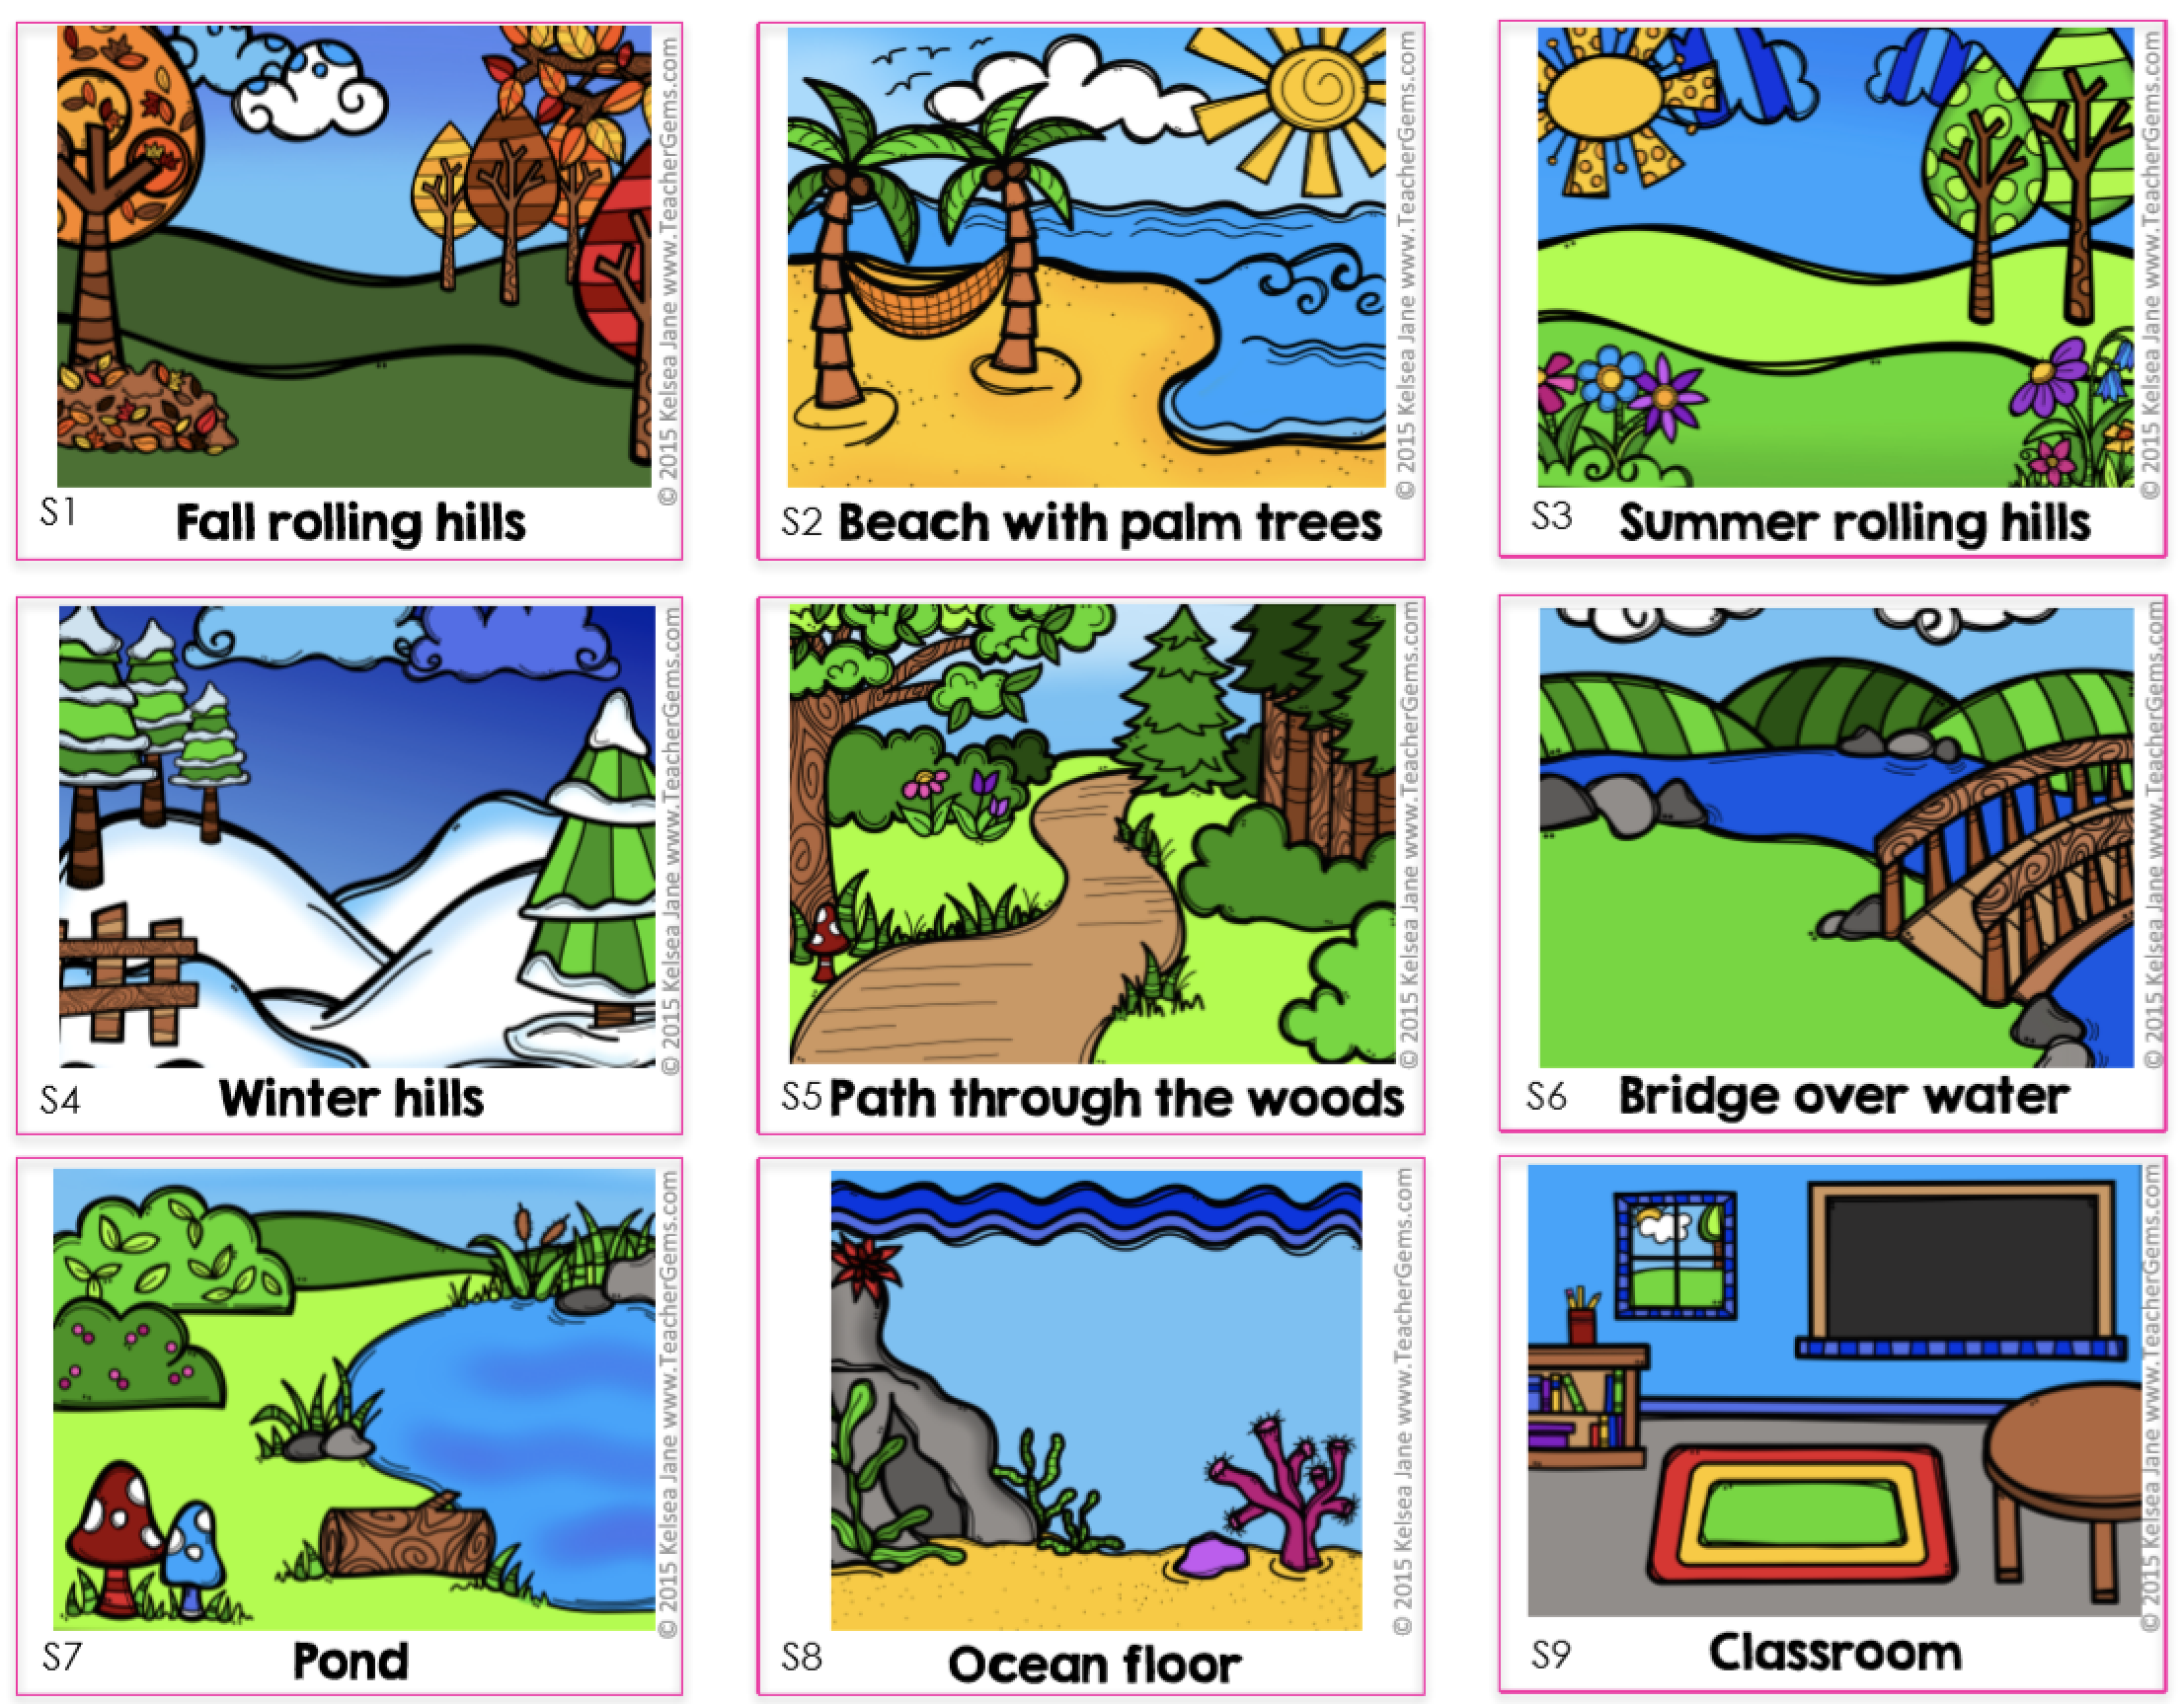 © 2015 Kelsea Jane www.TeacherGems.com
S1 Fall rolling hills
© 2015 Kelsea Jane www.TeacherGems.com
S2 Beach with palm trees
© 2015 Kelsea Jane www.TeacherGems.com
S3 Summer rolling hills
© 2015 Kelsea Jane www.TeacherGems.com
S4 Winter hills
© 2015 Kelsea Jane www.TeacherGems.com
S5 Path through the woods
© 2015 Kelsea Jane www.TeacherGems.com
S6 Bridge over water
© 2015 Kelsea Jane www.TeacherGems.com
S7 Pond
© 2015 Kelsea Jane www.TeacherGems.com
S8 Ocean floor
© 2015 Kelsea Jane www.TeacherGems.com
S9 Classroom